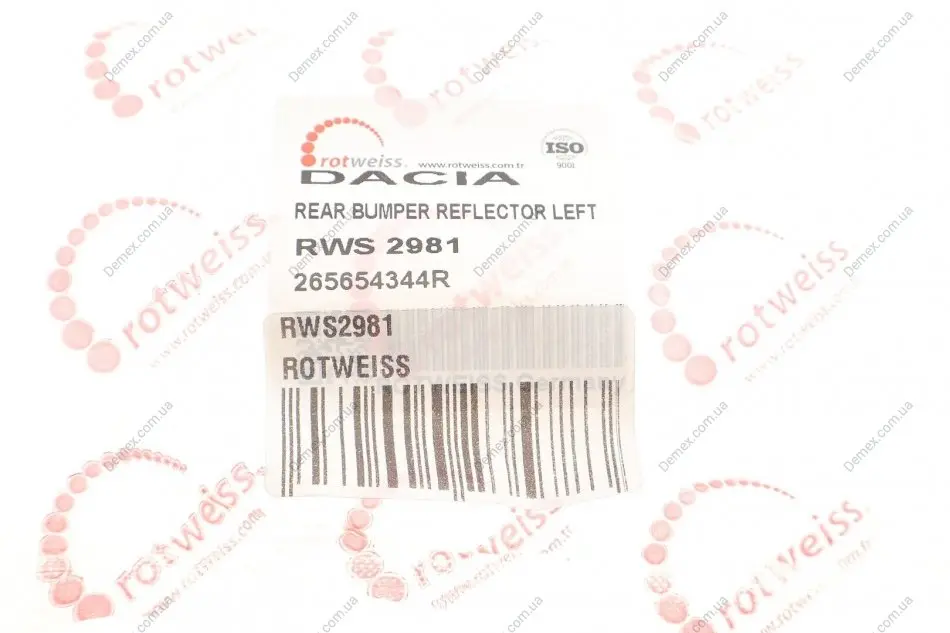 rotweiss.
www.rotweiss.com.tr
ISO
9001
DACIA
REAR BUMPER REFLECTOR LEFT
RWS 2981
265654344R
RWS2981
ROTWEISS